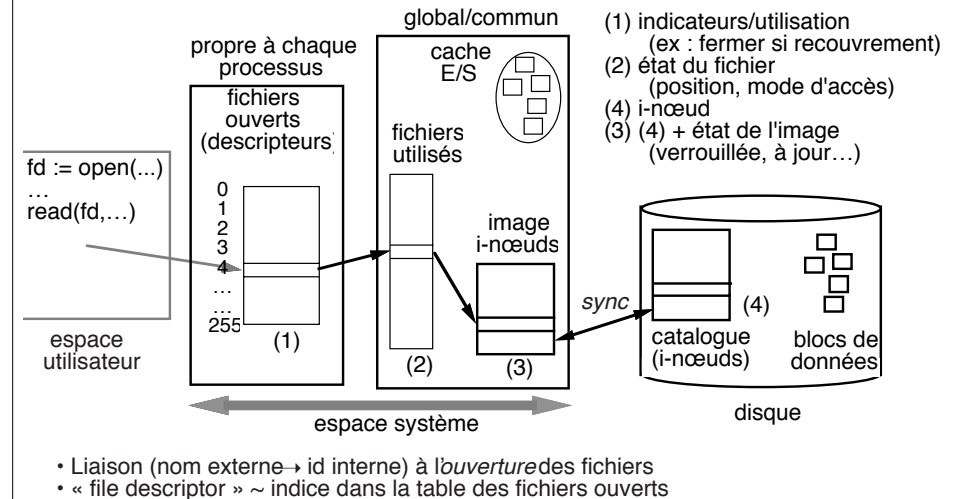 global/commun
propre à chaque
processus
cache
E/S
fichiers
ouverts
(descripteurs)
fichiers
utilisés
(1) indicateurs/utilisation
(ex : fermer si recouvrement)
(2) état du fichier
(position, mode d'accès)
(4) i-nœud
(3) (4) + état de l'image
(verrouillée, à jour…)
fd := open(...)
…
read(fd,…)
0
1
2
3
4
…
…
255
(1)
image
i-nœuds
sync
(4)
(2)
(3)
catalogue
(i-nœuds)
blocs de
données
espace
utilisateur
espace système
disque
• Liaison (nom externe→ id interne) à l'ouverture des fichiers
• « file descriptor » ~ indice dans la table des fichiers ouverts